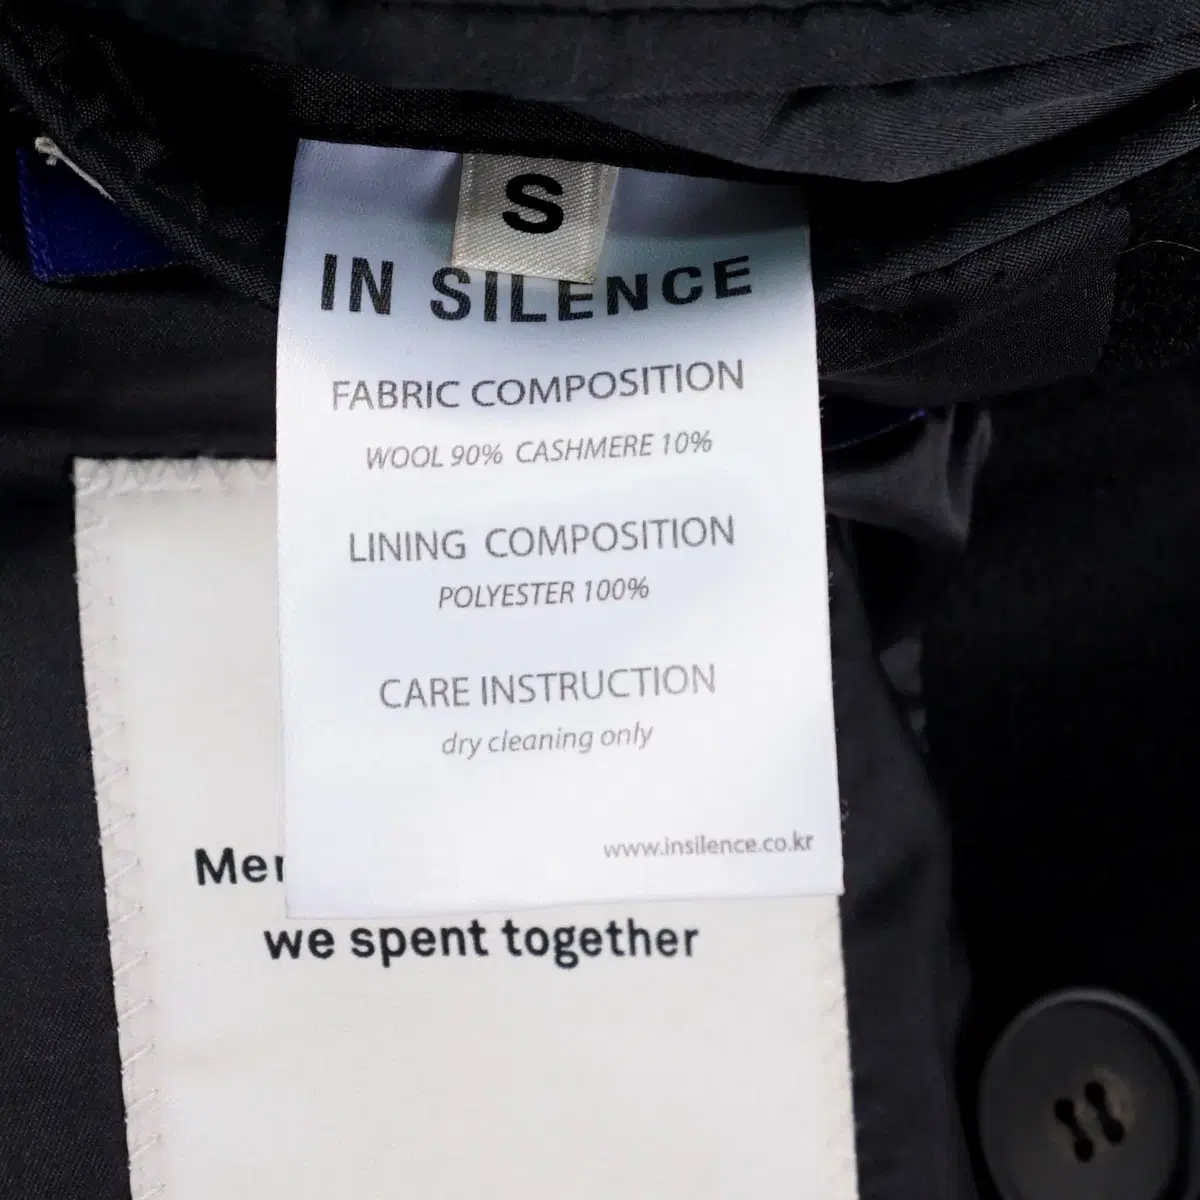 S
IN SILENCE
FABRIC COMPOSITION
WOOL 90% CASHMERE 10%
LINING COMPOSITION
POLYESTER 100%
CARE INSTRUCTION
dry cleaning only
www.insilence.co.kr
we spent together